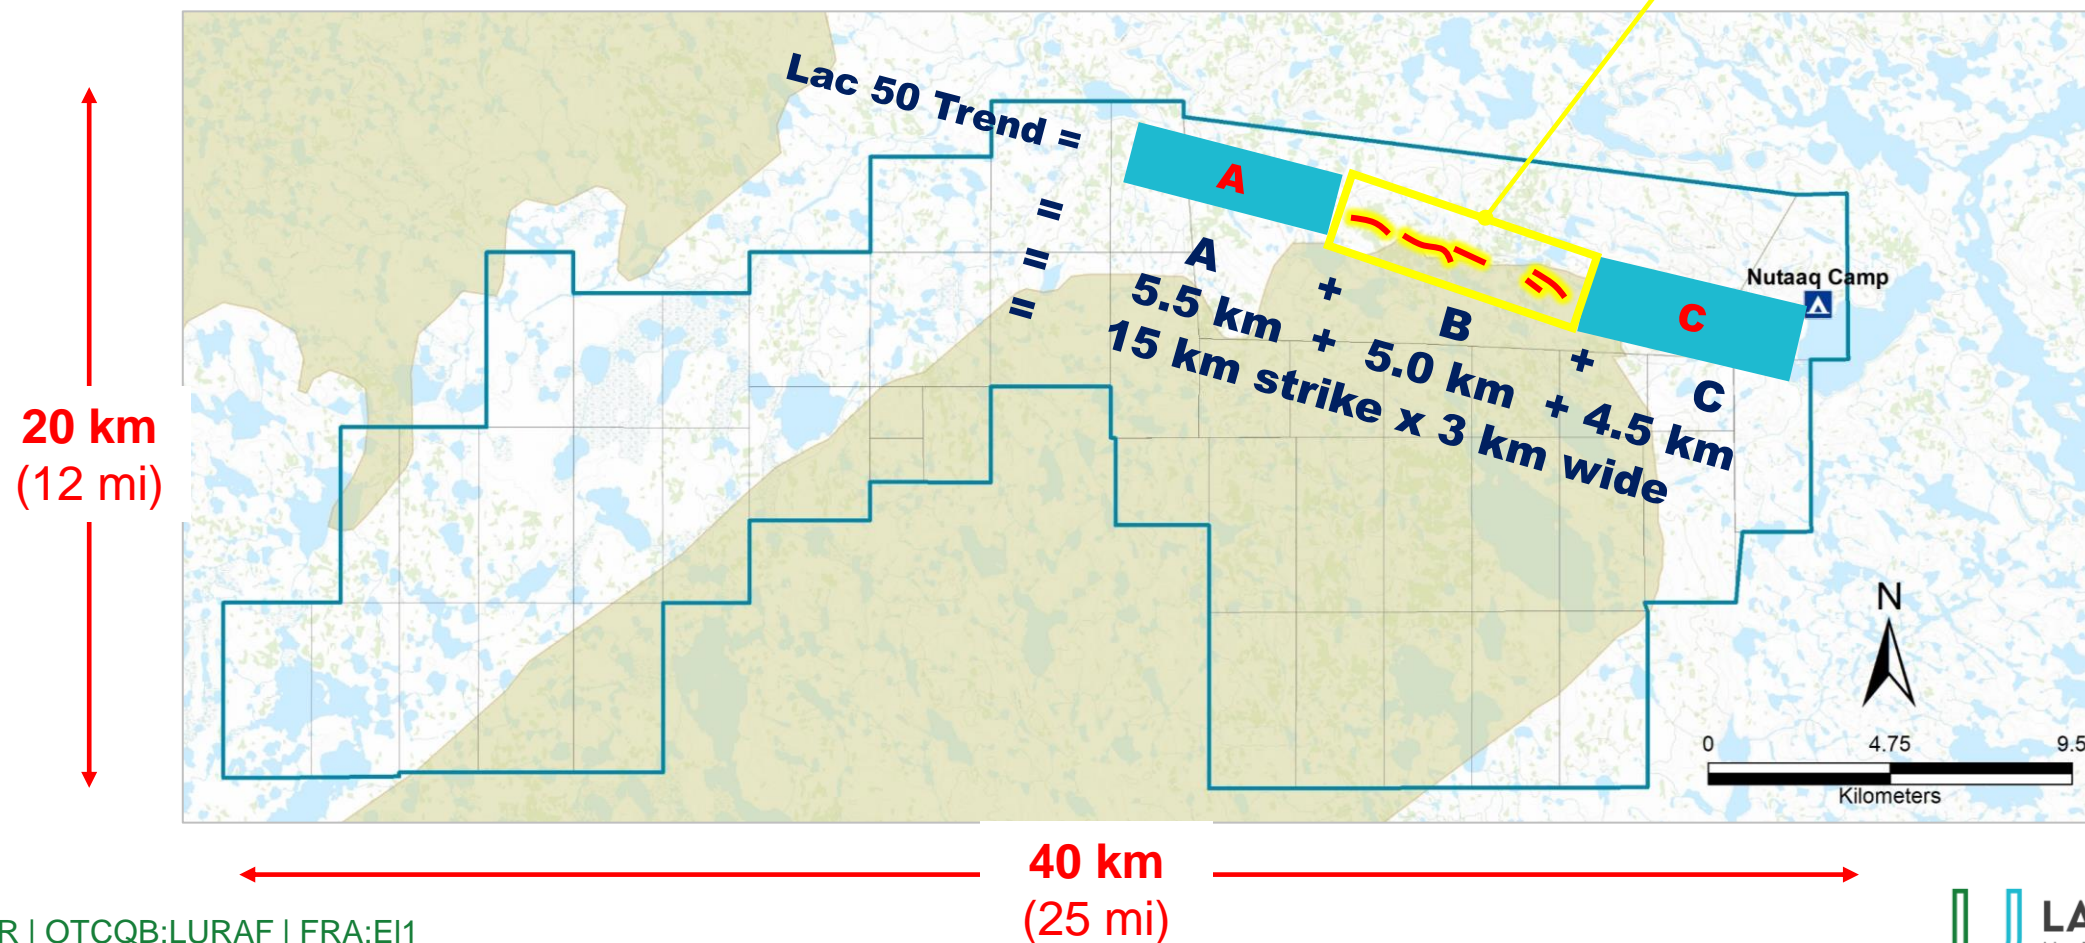 Lac 50 Trend =
A
= A + B + C
= 5.5 km + 5.0 km + 4.5 km
= 15 km strike x 3 km wide
C
Nutaaq Camp
20 km
(12 mi)
N
0 4.75 9.5
Kilometers
40 km
(25 mi)
R | OTCQB:LURAF | FRA:EI1
LA